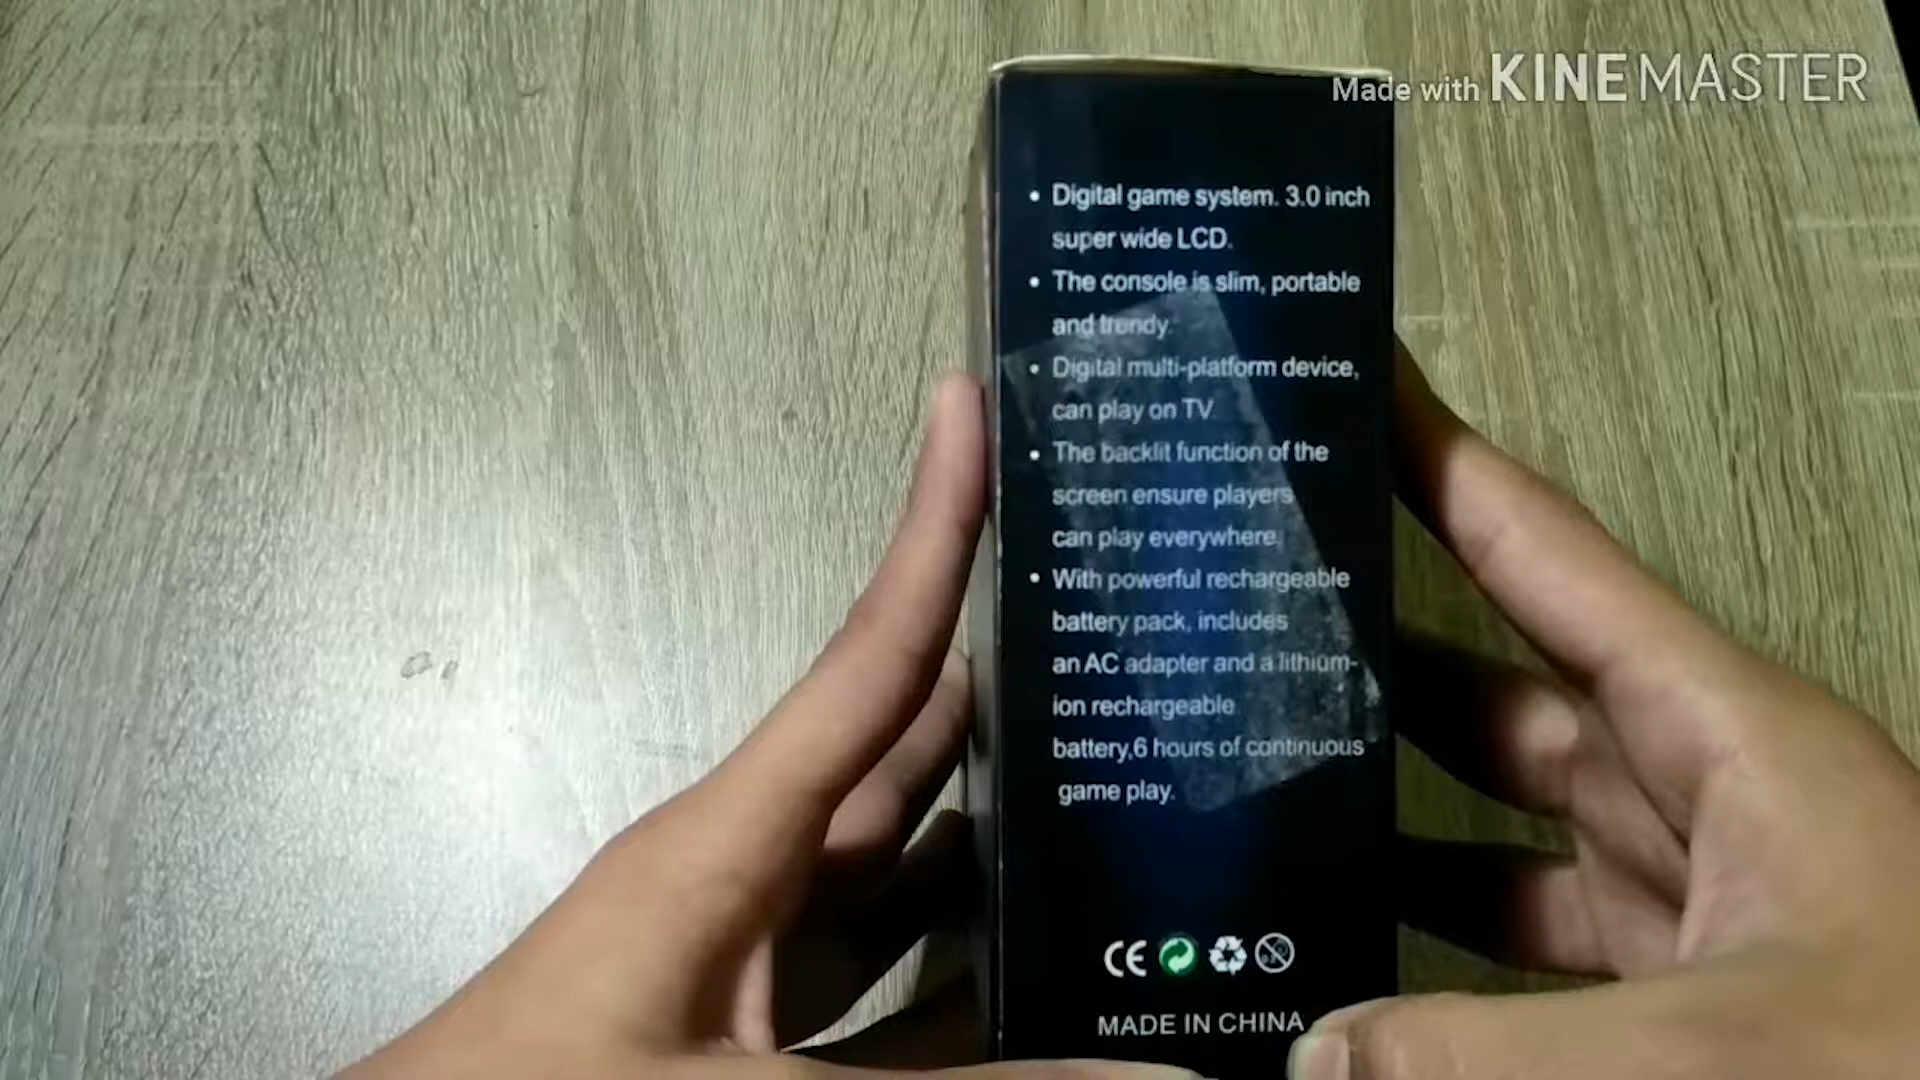 Made with KINEMASTER
• Digital game system. 3.0 inch
super wide LCD.
• The console is slim, portable
and trendy.
• Digital multi-platform device,
can play on TV.
• The backlit function of the
screen ensure players
can play everywhere.
• With powerful rechargeable
battery pack, includes
an AC adapter and a lithium-
ion rechargeable
battery,6 hours of continuous
game play.
CE
MADE IN CHINA